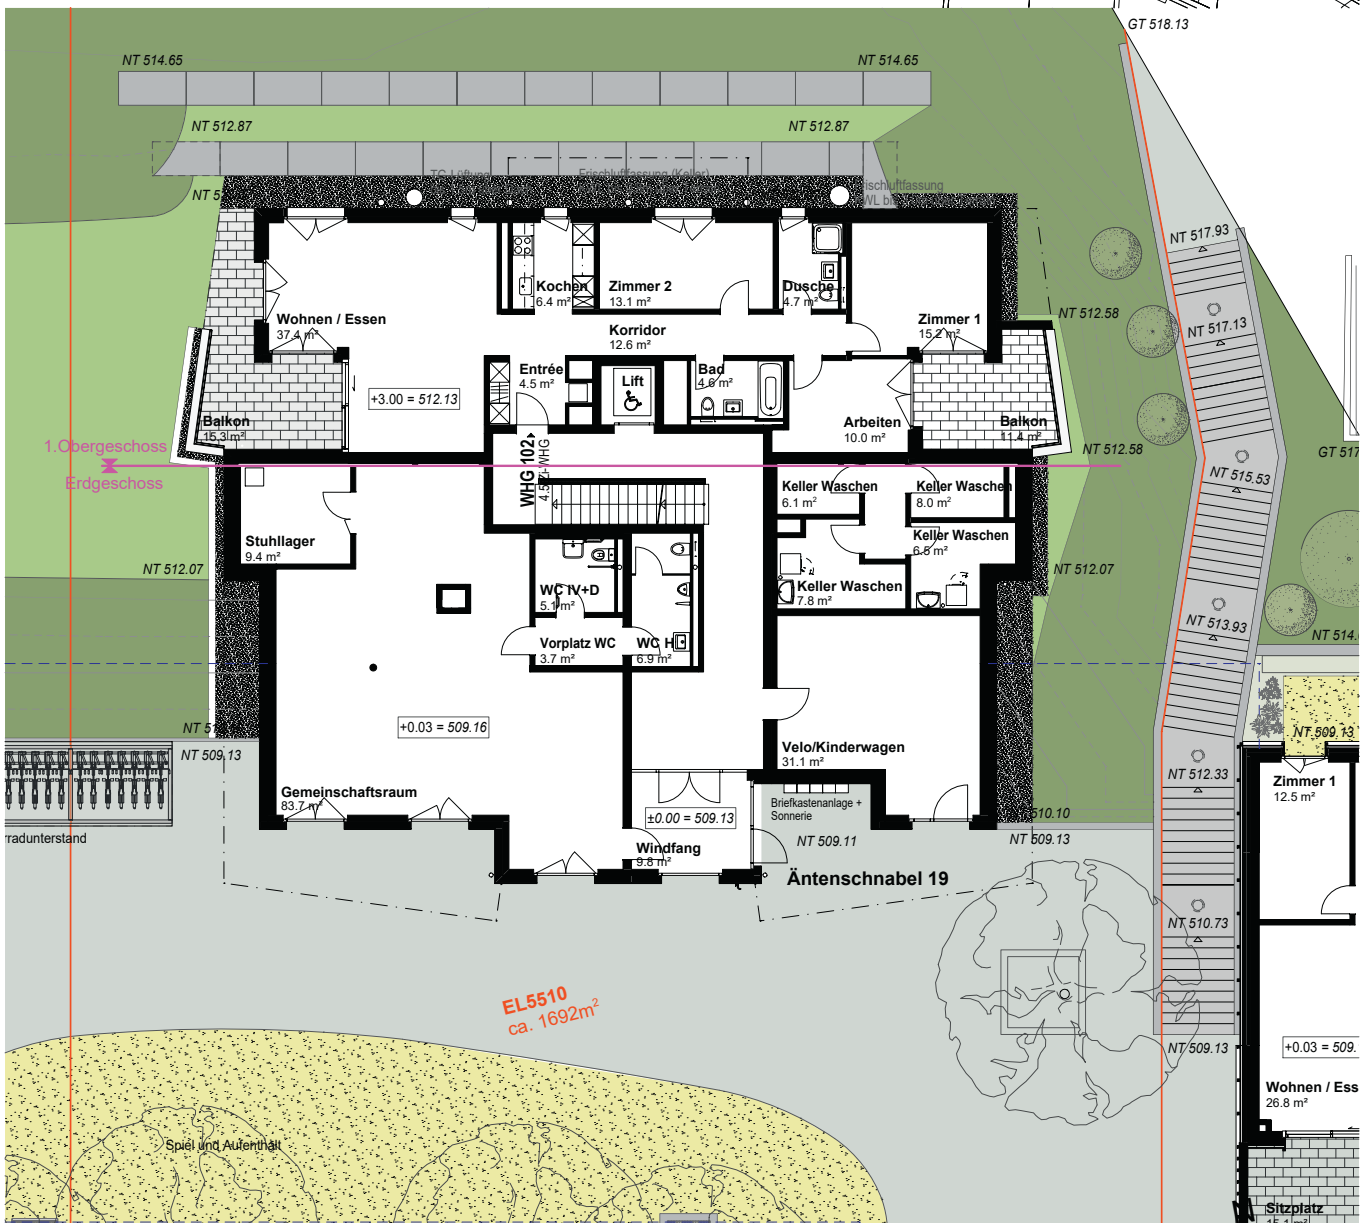 GT 518.13
NT 514.65
NT 514.65
NT 512.87
NT 512.87
TG Lüftung
Frischluftfassung (Keller)
NT 517.93
Kochen
6.4 m²
Zimmer 2
13.1 m²
Dusche
4.7 m²
Wohnen / Essen
37.4 m²
Zimmer 1
15.2 m²
NT 512.58
NT 517.13
Korridor
12.6 m²
Entrée
4.5 m²
Lift
Bad
4.6 m²
+3.00 = 512.13
Balkon
15.3 m²
Arbeiten
10.0 m²
Balkon
11.4 m²
1.Obergeschoss
Erdgeschoss
WHG 102
NT 512.58
GT 517
NT 515.53
Keller Waschen
6.1 m²
Keller Waschen
8.0 m²
Stuhllager
9.4 m²
Keller Waschen
6.5 m²
NT 512.07
NT 512.07
WC IV+D
5.1 m²
Keller Waschen
7.8 m²
Vorplatz WC
3.7 m²
WC H
6.9 m²
NT 513.93
NT 514.
+0.03 = 509.16
NT 509.13
NT 509.13
Velo/Kinderwagen
31.1 m²
NT 512.33
Zimmer 1
12.5 m²
Gemeinschaftsraum
83.7 m²
Briefkastenanlage +
Sonnerie
±0.00 = 509.13
510.10
radunterstand
NT 509.11
NT 509.13
Windfang
9.8 m²
Äntenschnabel 19
NT 510.73
EL5510
ca. 1692m²
NT 509.13
+0.03 = 509.
Wohnen / Ess
26.8 m²
Spiel und Aufenthalt
Sitzplatz